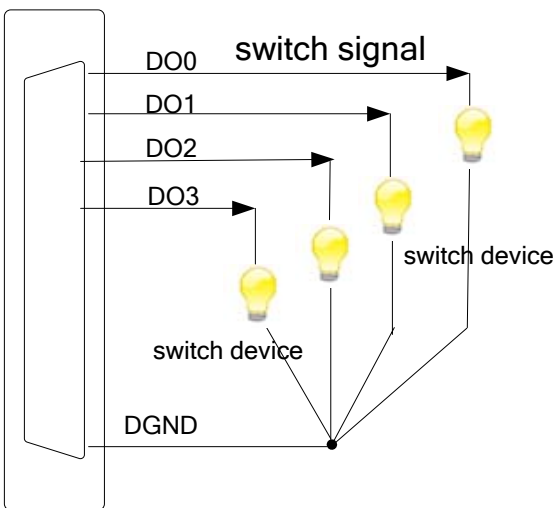 DO0
switch signal
DO1
DO2
DO3
switch device
switch device
DGND